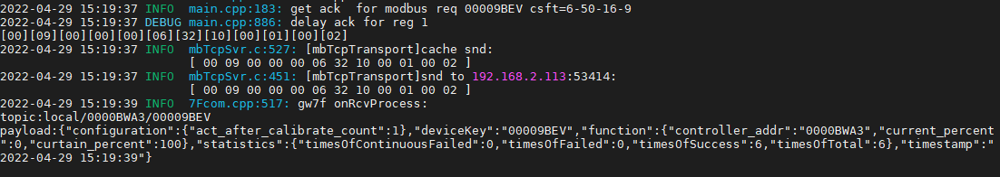 2022-04-29 15:19:37 INFO  main.cpp:183: get ack  for modbus req 00009BEV csft=6-50-16-9
2022-04-29 15:19:37 DEBUG main.cpp:886: delay ack for reg 1
[00][09][00][00][00][06][32][10][00][01][00][02]
2022-04-29 15:19:37 INFO  mbTcpSvr.c:527: [mbTcpTransport]cache snd:
[ 00 09 00 00 00 06 32 10 00 01 00 02 ]
2022-04-29 15:19:37 INFO  mbTcpSvr.c:451: [mbTcpTransport]snd to 192.168.2.113:53414:
[ 00 09 00 00 00 06 32 10 00 01 00 02 ]
2022-04-29 15:19:39 INFO  7Fcom.cpp:517: gw7f onRcvProcess:
topic:local/0000BWA3/00009BEV
payload:{"configuration":{"act_after_calibrate_count":1},"deviceKey":"00009BEV","function":{"controller_addr":"0000BWA3","current_percent
":0,"curtain_percent":100},"statistics":{"timesOfContinuousFailed":0,"timesOfFailed":0,"timesOfSuccess":6,"timesOfTotal":6},"timestamp":"
2022-04-29 15:19:39"}